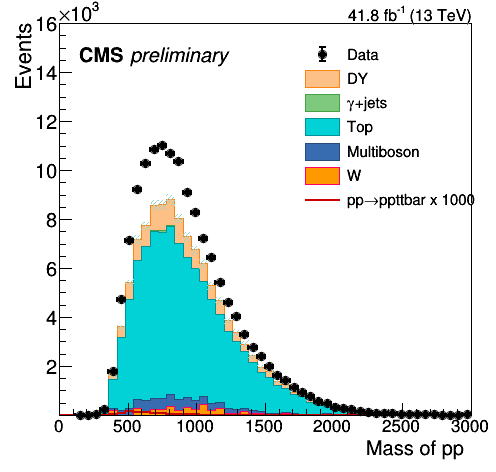 41.8 fb⁻¹ (13 TeV)
16×10³
Events
CMS preliminary
Data
DY
γ+jets
Top
Multiboson
W
pp→ppttbar x 1000
14
12
10
8
6
4
2
0 500 1000 1500 2000 2500 3000
Mass of pp